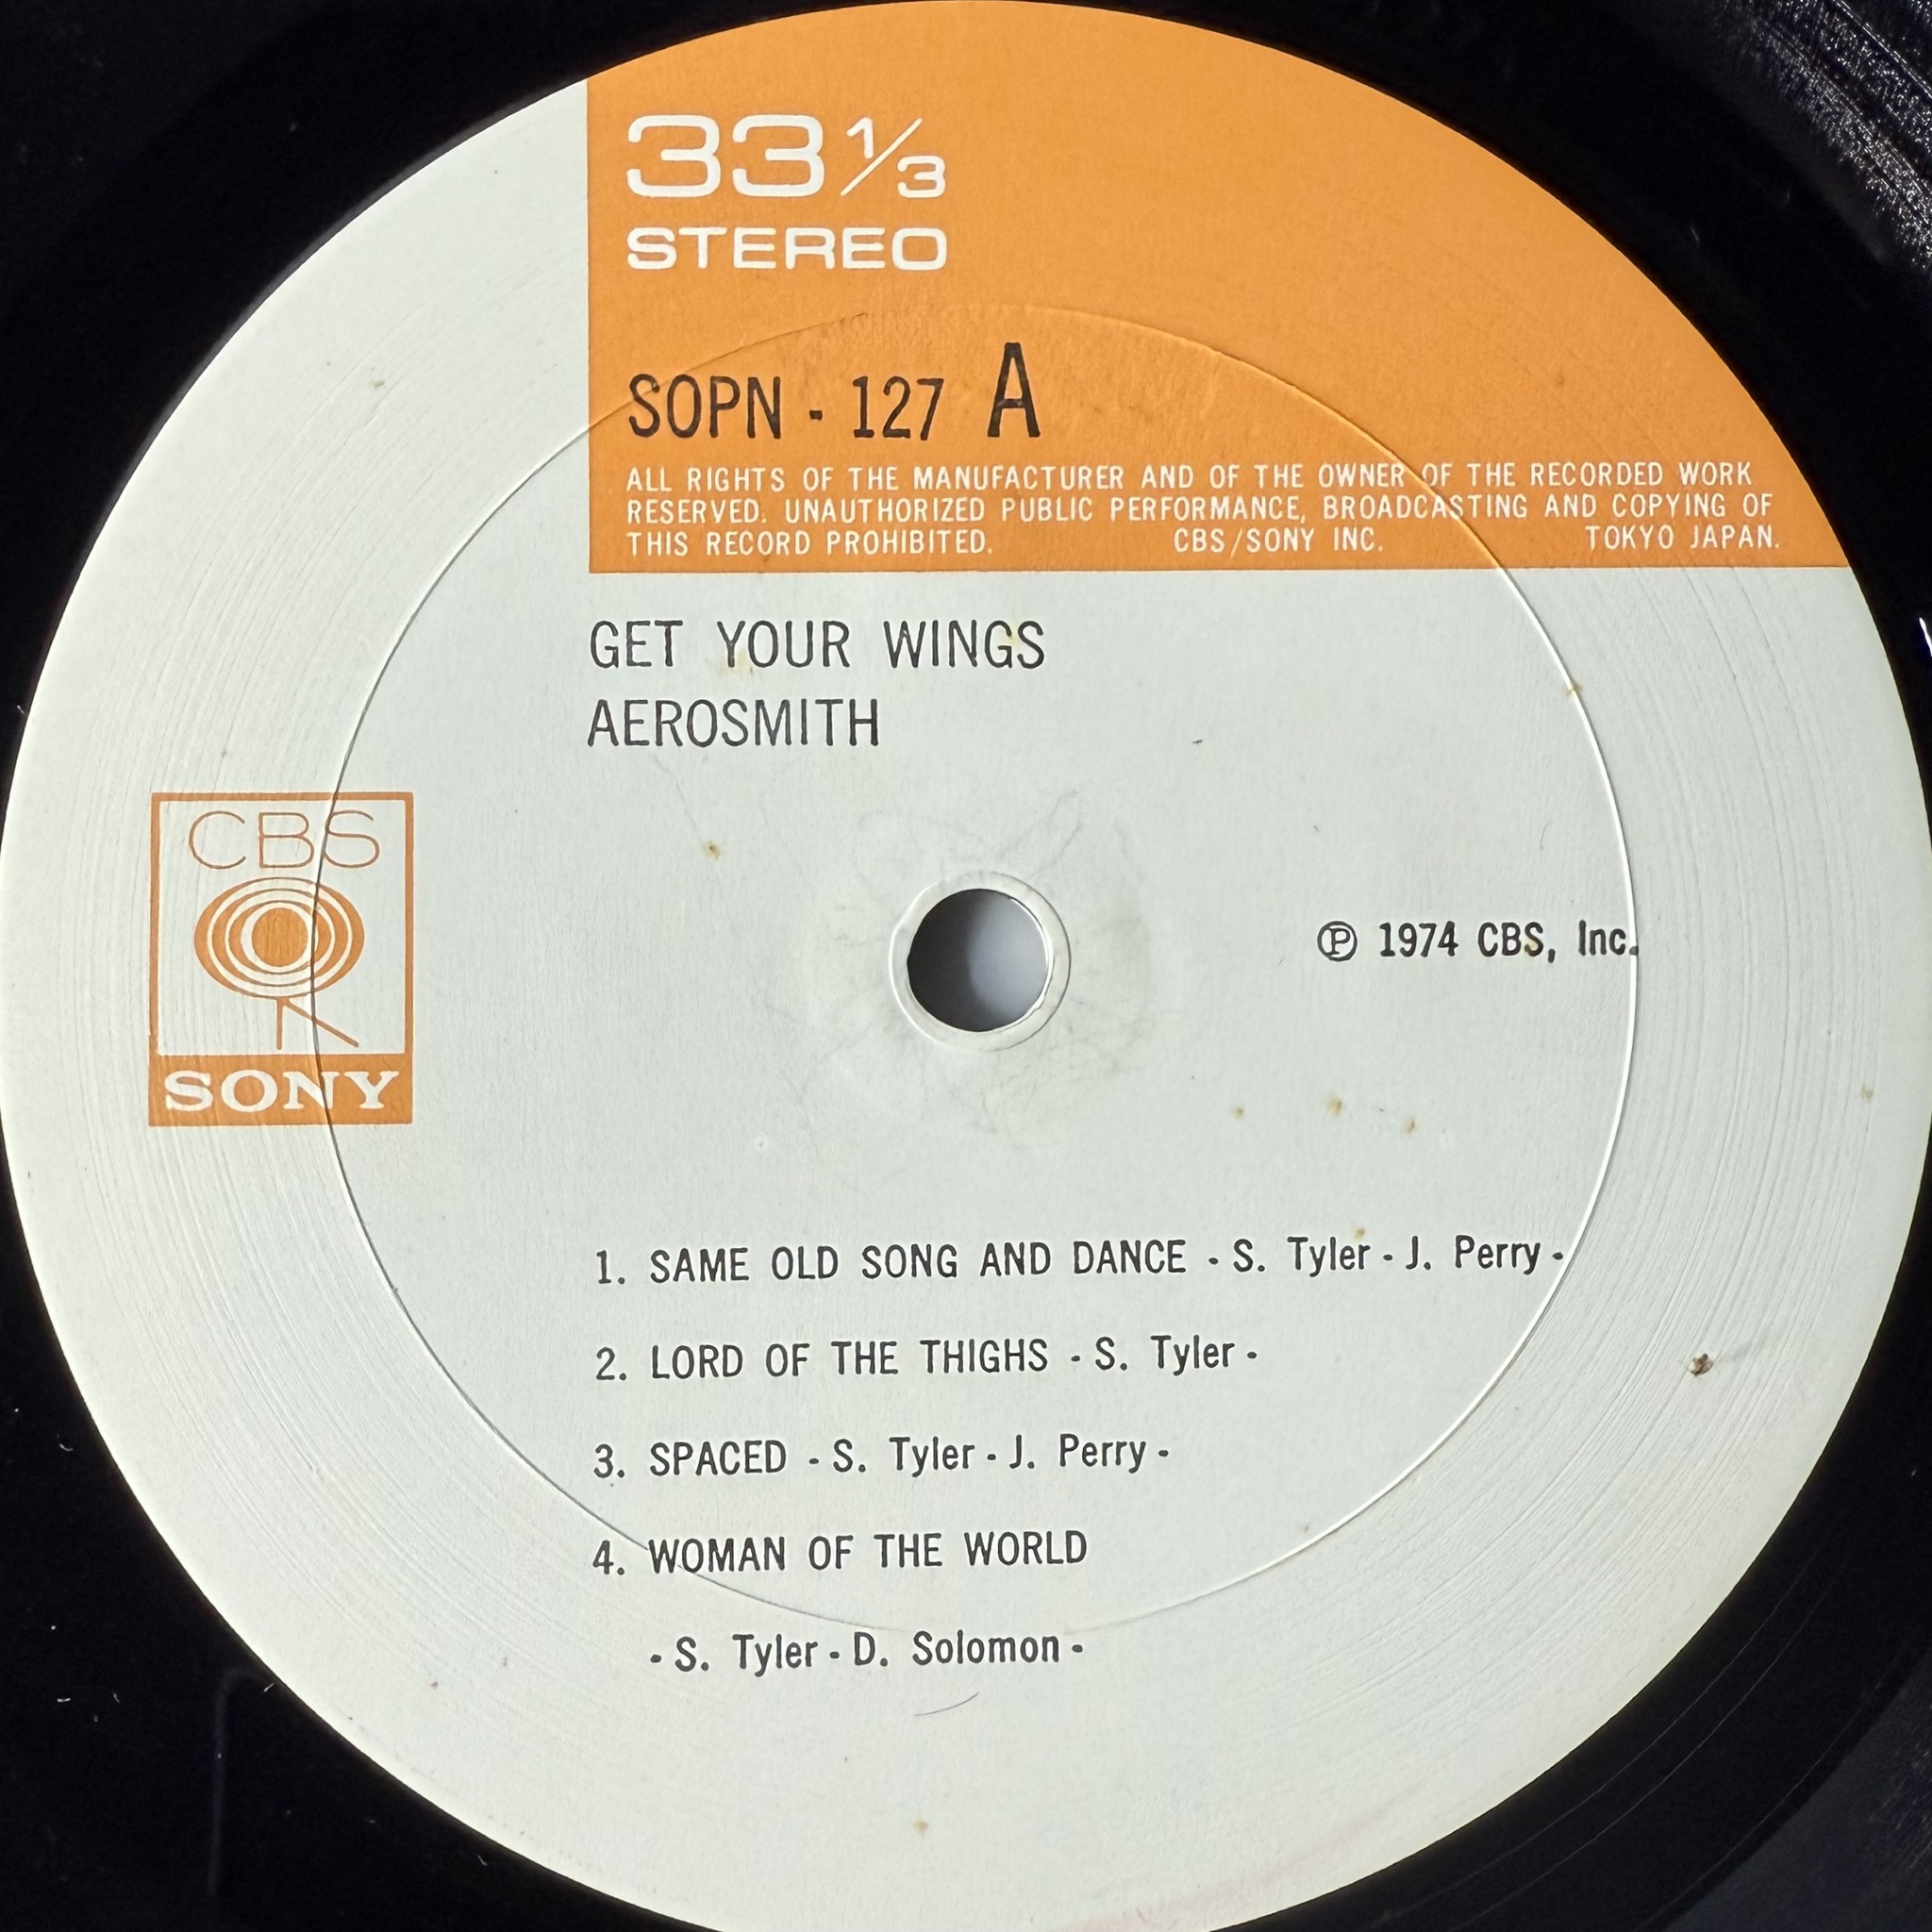 33 1/3
STEREO
SOPN - 127 A
ALL RIGHTS OF THE MANUFACTURER AND OF THE OWNER OF THE RECORDED WORK
RESERVED. UNAUTHORIZED PUBLIC PERFORMANCE, BROADCASTING AND COPYING OF
THIS RECORD PROHIBITED. CBS/SONY INC. TOKYO JAPAN.
GET YOUR WINGS
AEROSMITH
CBS
SONY
℗ 1974 CBS, Inc.
1. SAME OLD SONG AND DANCE - S. Tyler - J. Perry -
2. LORD OF THE THIGHS - S. Tyler -
3. SPACED - S. Tyler - J. Perry -
4. WOMAN OF THE WORLD
- S. Tyler - D. Solomon -